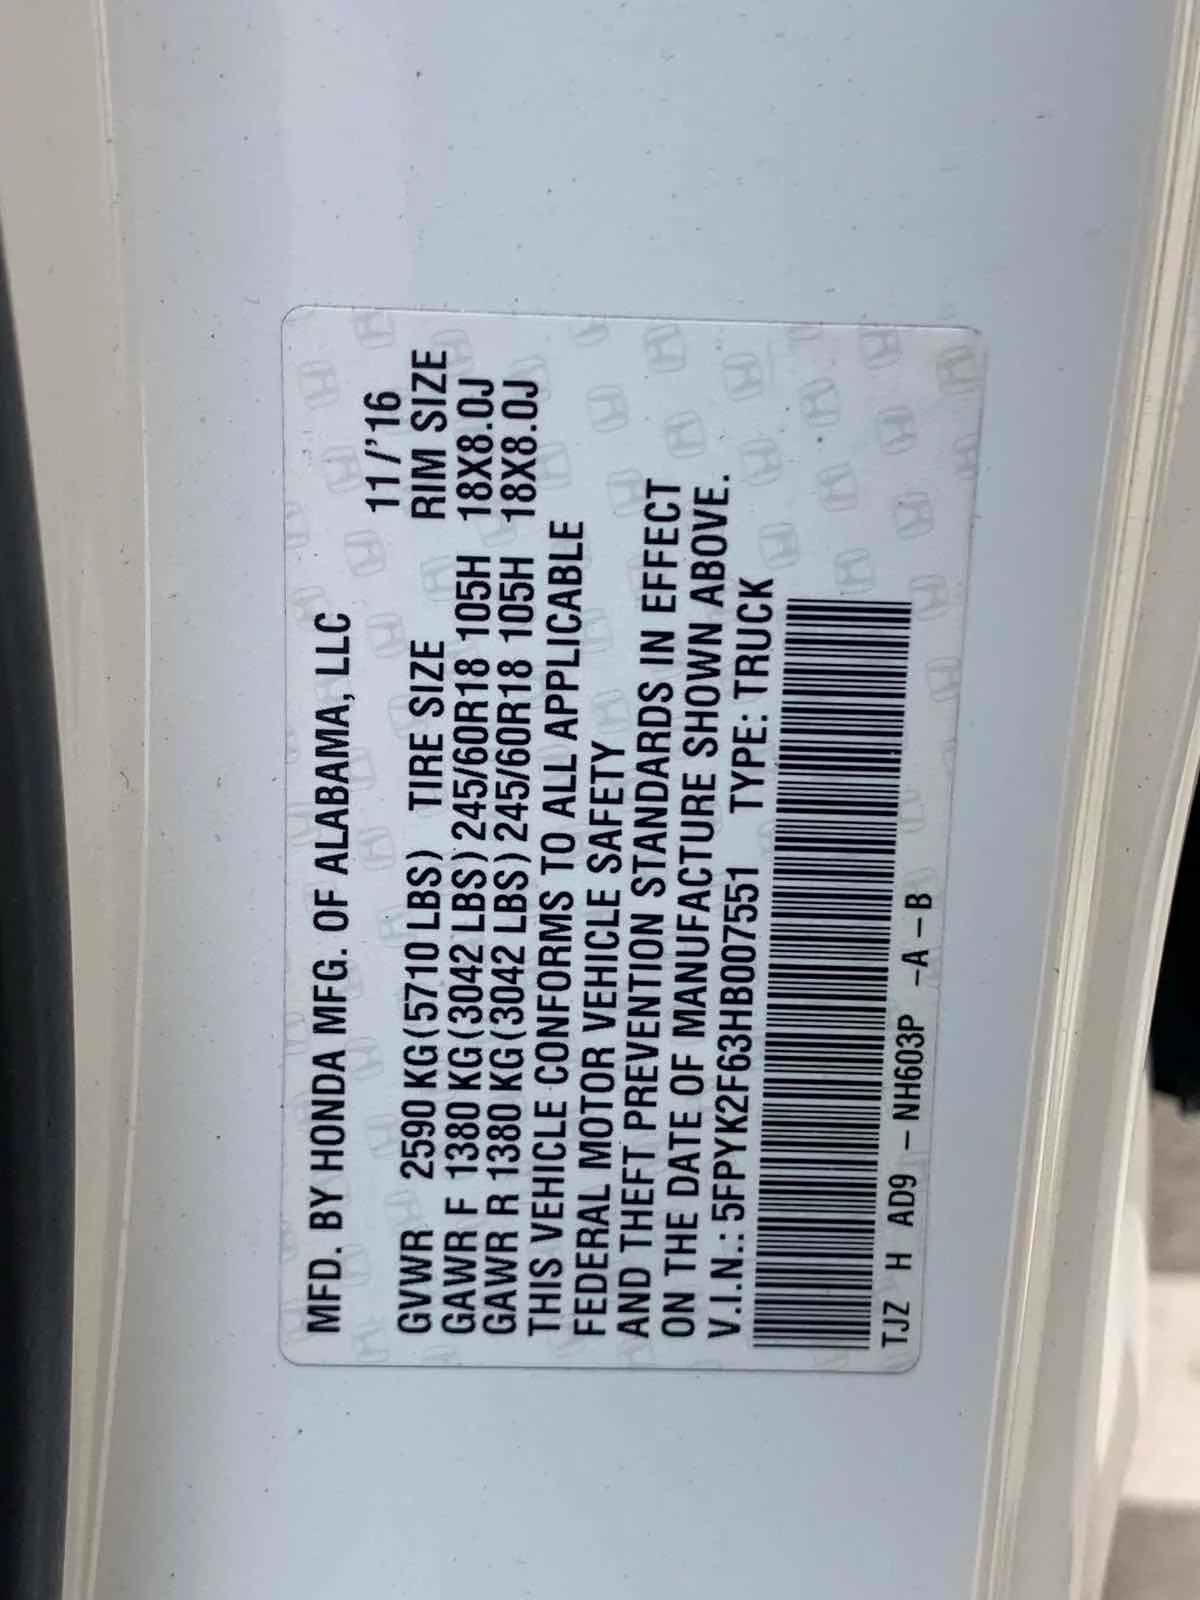 MFD. BY HONDA MFG. OF ALABAMA, LLC
11/'16
GVWR 2590 KG(5710 LBS) TIRE SIZE RIM SIZE
GAWR F 1380 KG(3042 LBS) 245/60R18 105H 18X8.0J
GAWR R 1380 KG(3042 LBS) 245/60R18 105H 18X8.0J
THIS VEHICLE CONFORMS TO ALL APPLICABLE
FEDERAL MOTOR VEHICLE SAFETY
AND THEFT PREVENTION STANDARDS IN EFFECT
ON THE DATE OF MANUFACTURE SHOWN ABOVE.
V.I.N.: 5FPYK2F63HB007551 TYPE: TRUCK
TJZ H AD9 – NH603P –A – B